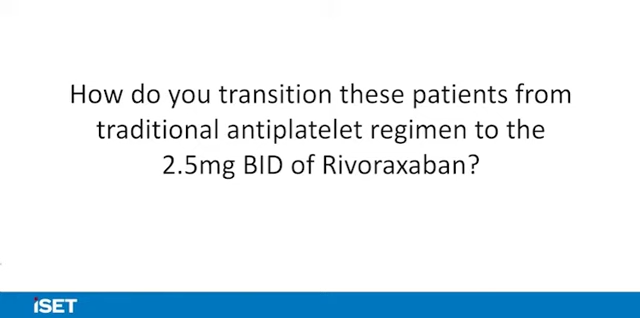 How do you transition these patients from
traditional antiplatelet regimen to the
2.5mg BID of Rivoraxaban?
iSET